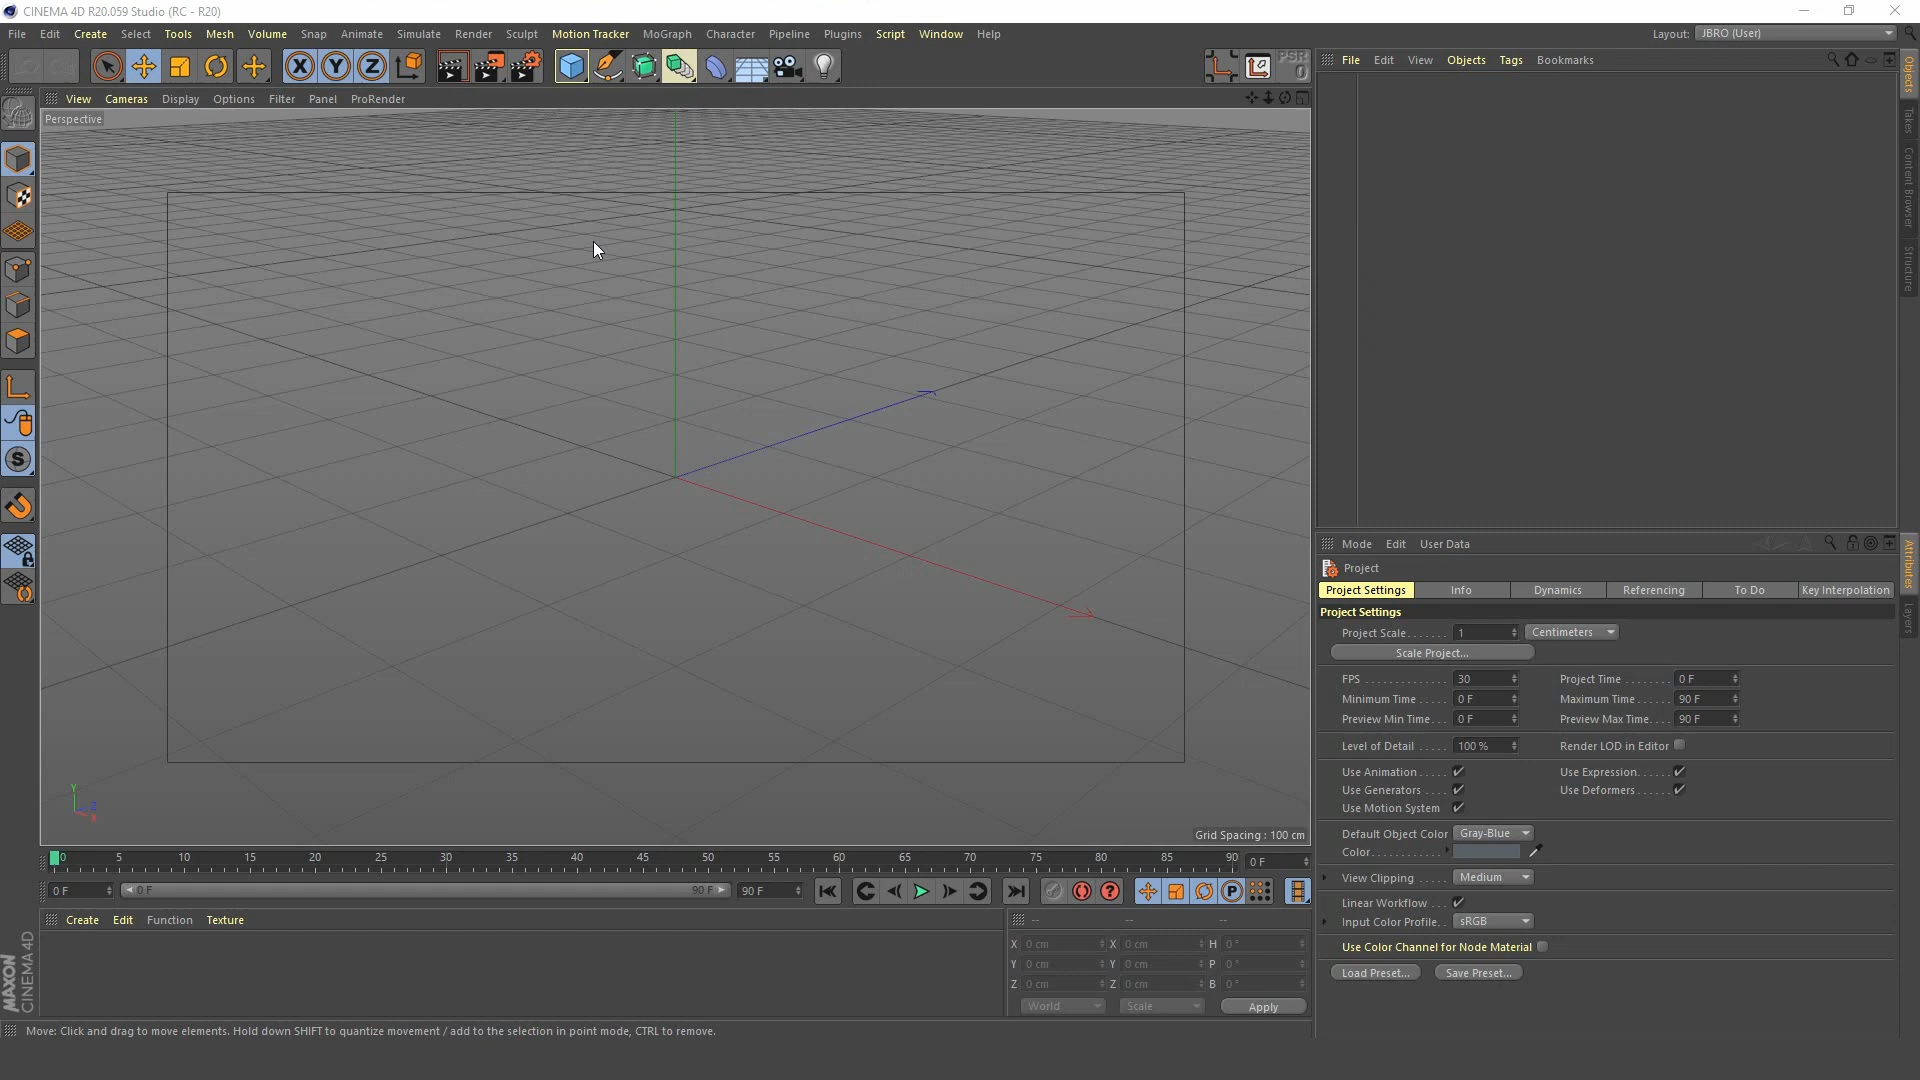 CINEMA 4D R20.059 Studio (RC - R20)
File Edit Create Select Tools Mesh Volume Snap Animate Simulate Render Sculpt Motion Tracker MoGraph Character Pipeline Plugins Script Window Help Layout: JBRO (User)
X Y Z PSR 0
File Edit View Objects Tags Bookmarks
View Cameras Display Options Filter Panel ProRender
Perspective
Objects
Takes
Content Browser
Structure
S
Y
Z
X
Grid Spacing : 100 cm
Mode Edit User Data
Project
Project Settings Info Dynamics Referencing To Do Key Interpolation
Project Settings
Project Scale....... 1 Centimeters
Scale Project...
FPS .............. 30 Project Time ........ 0 F
Minimum Time ..... 0 F Maximum Time ...... 90 F
Preview Min Time... 0 F Preview Max Time.... 90 F
Level of Detail ..... 100 % Render LOD in Editor
Use Animation ..... Use Expression......
Use Generators .... Use Deformers .......
Use Motion System
Default Object Color Gray-Blue
Color............
View Clipping ..... Medium
Linear Workflow ...
Input Color Profile.. sRGB
Use Color Channel for Node Material
Load Preset... Save Preset...
Attributes
Layers
0 5 10 15 20 25 30 35 40 45 50 55 60 65 70 75 80 85 90 0 F
0 F 0 F 90 F 90 F ? P
Create Edit Function Texture
-- -- --
X 0 cm X 0 cm H 0 °
Y 0 cm Y 0 cm P 0 °
Z 0 cm Z 0 cm B 0 °
World Scale Apply
MAXON
CINEMA 4D
Move: Click and drag to move elements. Hold down SHIFT to quantize movement / add to the selection in point mode, CTRL to remove.